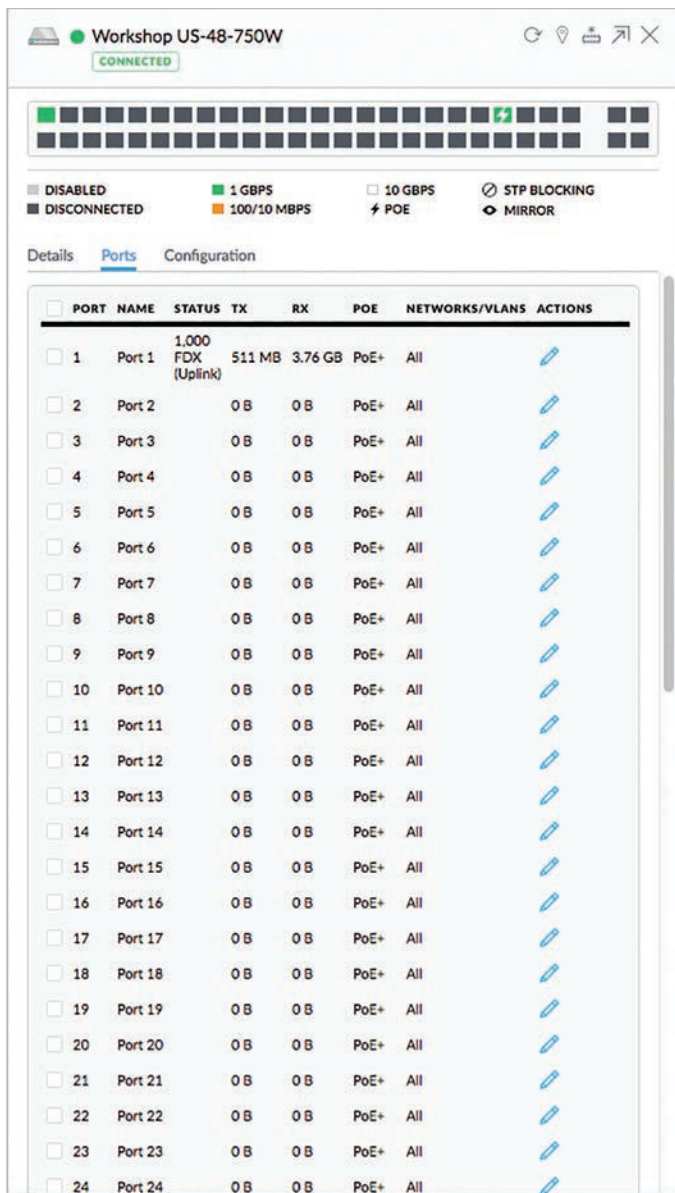 Workshop US-48-750W
CONNECTED
DISABLED 1 GBPS 10 GBPS STP BLOCKING
DISCONNECTED 100/10 MBPS POE MIRROR
Details Ports Configuration
PORT NAME STATUS TX RX POE NETWORKS/VLANS ACTIONS
1 Port 1 1,000 FDX (Uplink) 511 MB 3.76 GB PoE+ All
2 Port 2 0 B 0 B PoE+ All
3 Port 3 0 B 0 B PoE+ All
4 Port 4 0 B 0 B PoE+ All
5 Port 5 0 B 0 B PoE+ All
6 Port 6 0 B 0 B PoE+ All
7 Port 7 0 B 0 B PoE+ All
8 Port 8 0 B 0 B PoE+ All
9 Port 9 0 B 0 B PoE+ All
10 Port 10 0 B 0 B PoE+ All
11 Port 11 0 B 0 B PoE+ All
12 Port 12 0 B 0 B PoE+ All
13 Port 13 0 B 0 B PoE+ All
14 Port 14 0 B 0 B PoE+ All
15 Port 15 0 B 0 B PoE+ All
16 Port 16 0 B 0 B PoE+ All
17 Port 17 0 B 0 B PoE+ All
18 Port 18 0 B 0 B PoE+ All
19 Port 19 0 B 0 B PoE+ All
20 Port 20 0 B 0 B PoE+ All
21 Port 21 0 B 0 B PoE+ All
22 Port 22 0 B 0 B PoE+ All
23 Port 23 0 B 0 B PoE+ All
24 Port 24 0 B 0 B PoE+ All